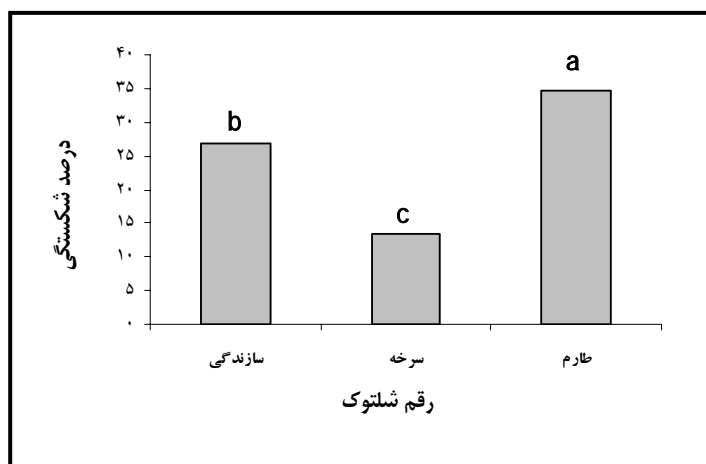 درصد شکستگی
۴۰
۳۵
۳۰
۲۵
۲۰
۱۵
۱۰
۵
۰
b
c
a
سازندگی
سرخه
طارم
رقم شلتوک